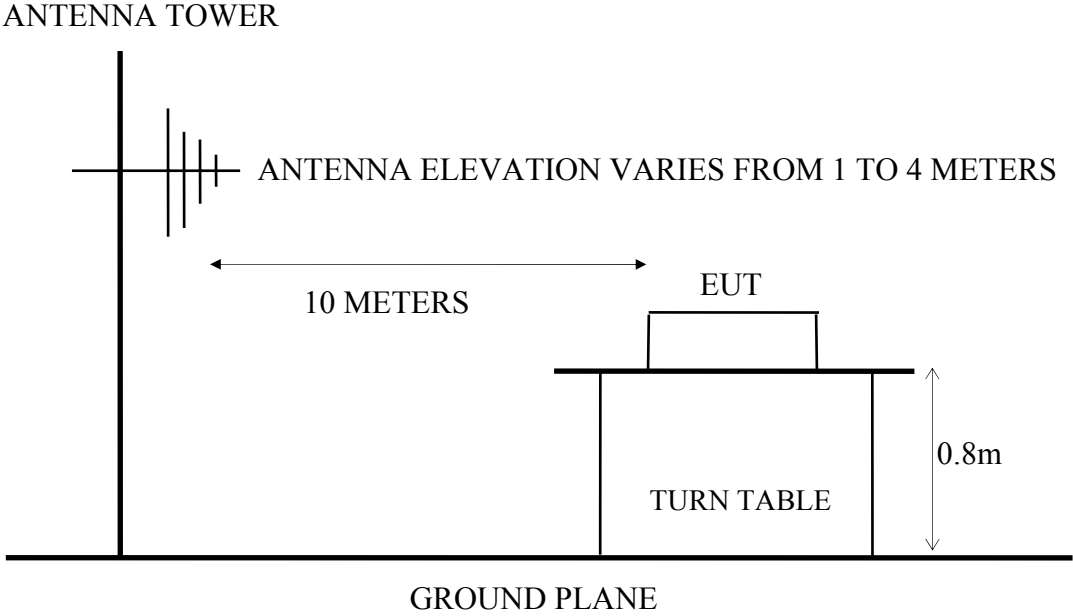 ANTENNA TOWER
ANTENNA ELEVATION VARIES FROM 1 TO 4 METERS
10 METERS
EUT
0.8m
TURN TABLE
GROUND PLANE